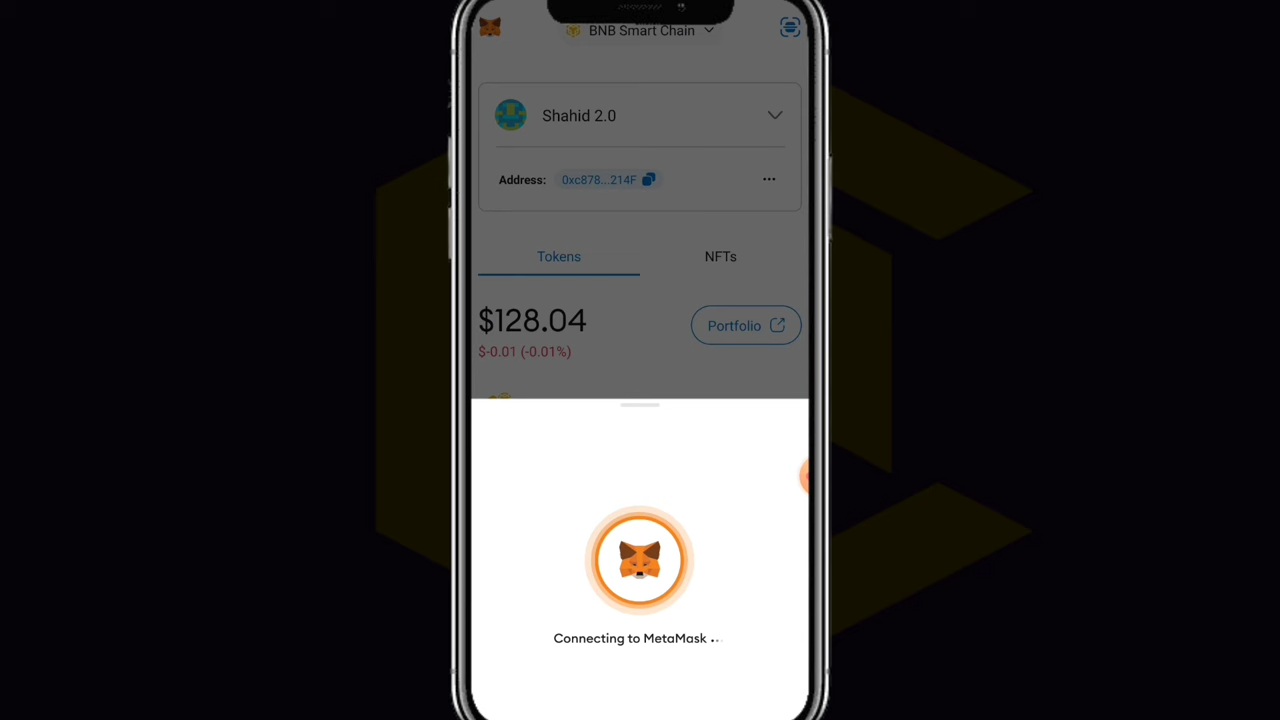 BNB Smart Chain
Shahid 2.0
Address: 0xc878...214F
Tokens
NFTs
$128.04
Portfolio
$-0.01 (-0.01%)
Connecting to MetaMask ...